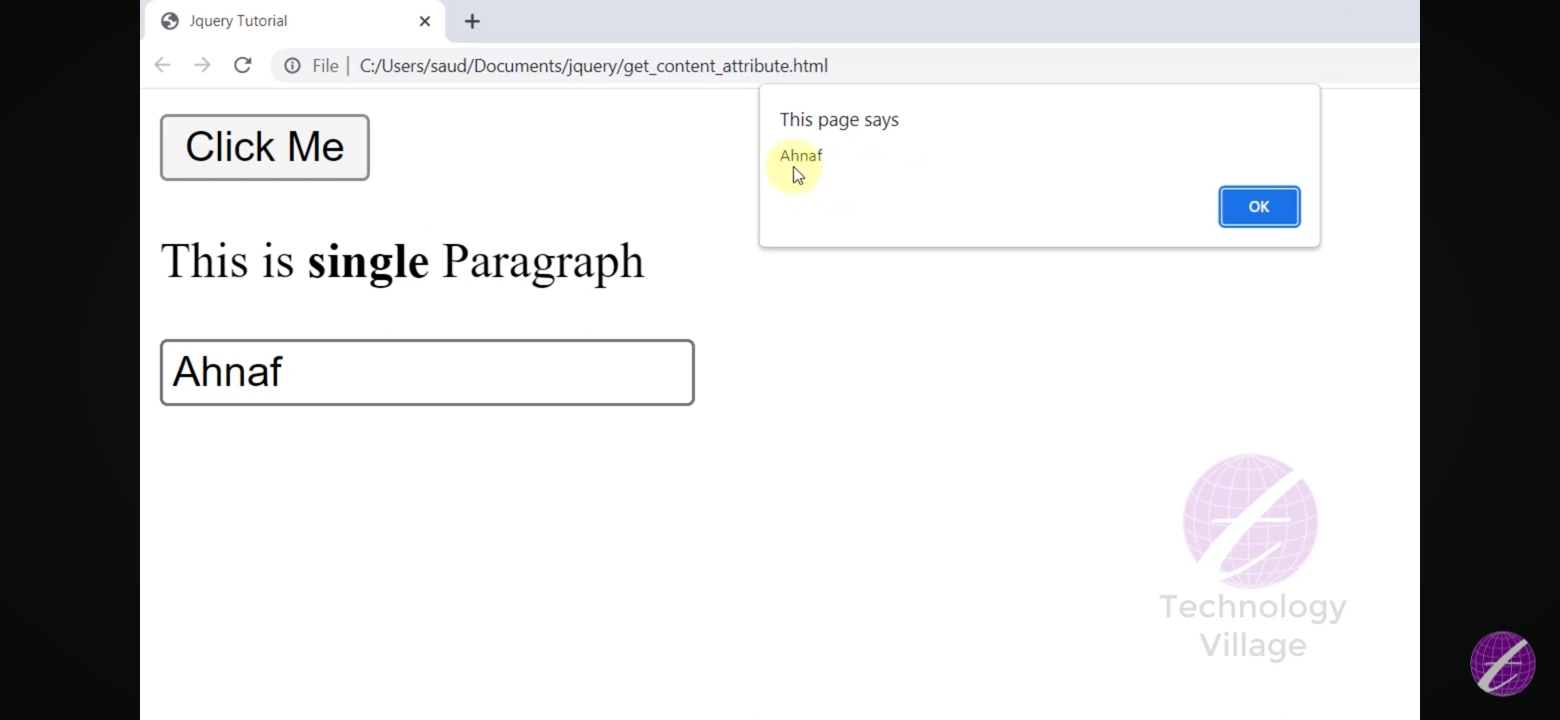 Jquery Tutorial
File | C:/Users/saud/Documents/jquery/get_content_attribute.html
This page says
Ahnaf
OK
Click Me
This is single Paragraph
Ahnaf
Technology
Village